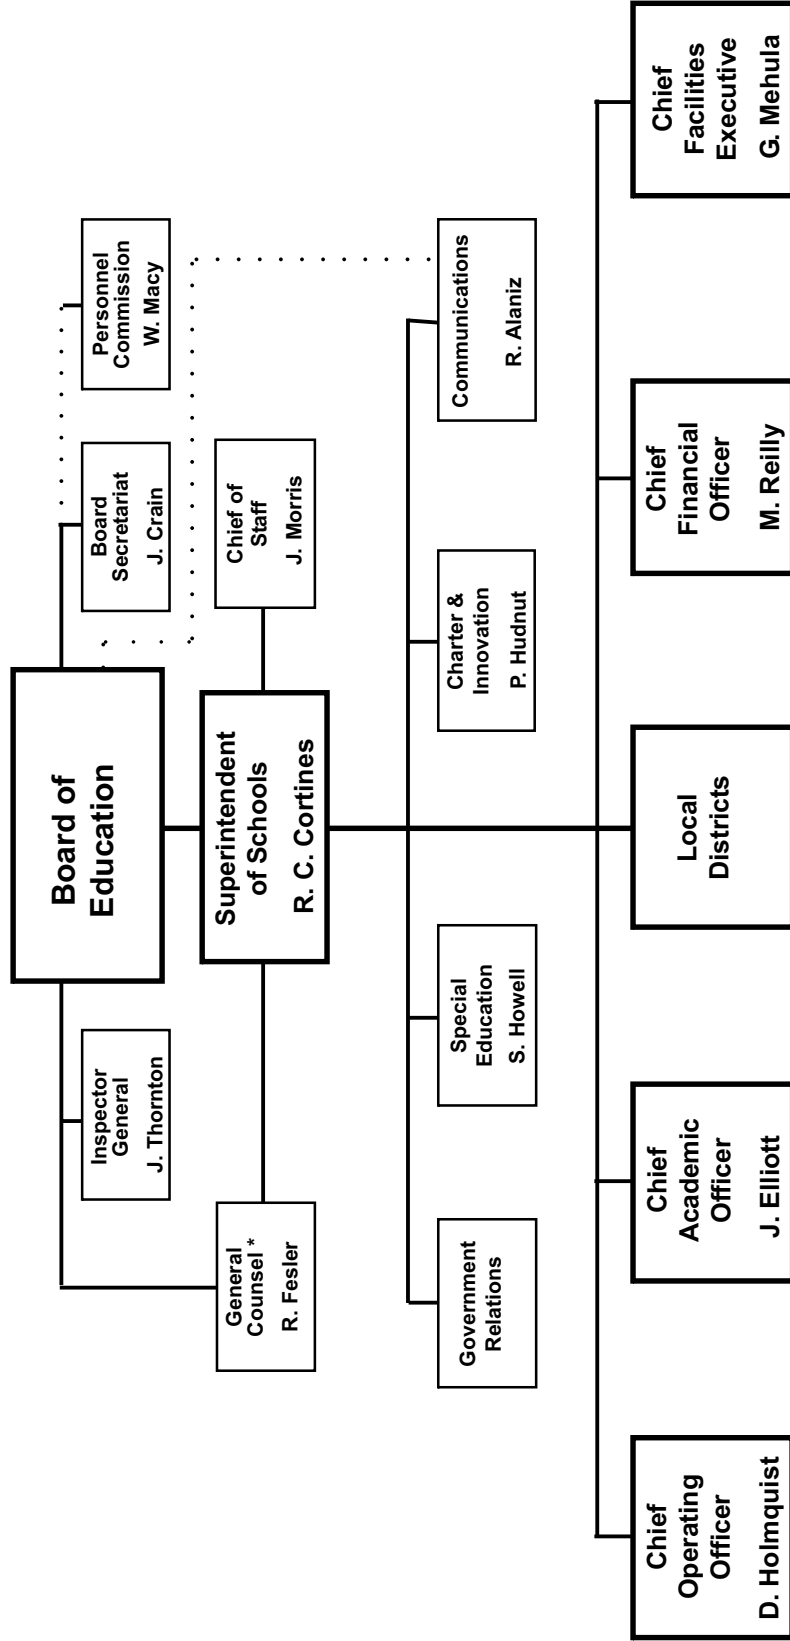 Board of
Education
Inspector
General
J. Thornton
Board
Secretariat
J. Crain
Personnel
Commission
W. Macy
General
Counsel *
R. Fesler
Superintendent
of Schools
R. C. Cortines
Chief of
Staff
J. Morris
Government
Relations
Special
Education
S. Howell
Charter &
Innovation
P. Hudnut
Communications
R. Alaniz
Chief
Operating
Officer
D. Holmquist
Chief
Academic
Officer
J. Elliott
Local
Districts
Chief
Financial
Officer
M. Reilly
Chief
Facilities
Executive
G. Mehula